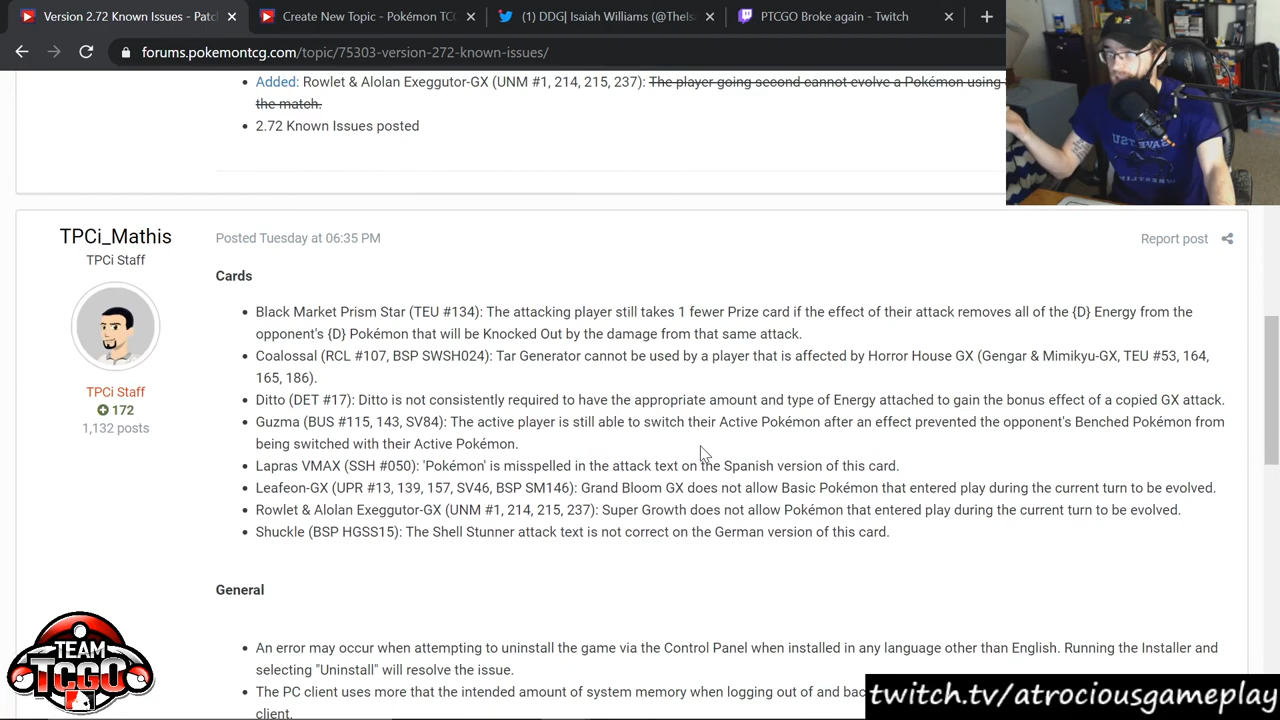 Version 2.72 Known Issues - Patc
Create New Topic - Pokémon TCG
(1) DDG| Isaiah Williams (@TheIsa
PTCGO Broke again - Twitch
forums.pokemontcg.com/topic/75303-version-272-known-issues/
Added: Rowlet & Alolan Exeggutor-GX (UNM #1, 214, 215, 237): The player going second cannot evolve a Pokémon using
the match.
2.72 Known Issues posted
TPCi_Mathis
TPCi Staff
Posted Tuesday at 06:35 PM
Report post
Cards
Black Market Prism Star (TEU #134): The attacking player still takes 1 fewer Prize card if the effect of their attack removes all of the {D} Energy from the
opponent's {D} Pokémon that will be Knocked Out by the damage from that same attack.
Coalossal (RCL #107, BSP SWSH024): Tar Generator cannot be used by a player that is affected by Horror House GX (Gengar & Mimikyu-GX, TEU #53, 164,
165, 186).
Ditto (DET #17): Ditto is not consistently required to have the appropriate amount and type of Energy attached to gain the bonus effect of a copied GX attack.
Guzma (BUS #115, 143, SV84): The active player is still able to switch their Active Pokémon after an effect prevented the opponent's Benched Pokémon from
being switched with their Active Pokémon.
Lapras VMAX (SSH #050): 'Pokémon' is misspelled in the attack text on the Spanish version of this card.
Leafeon-GX (UPR #13, 139, 157, SV46, BSP SM146): Grand Bloom GX does not allow Basic Pokémon that entered play during the current turn to be evolved.
Rowlet & Alolan Exeggutor-GX (UNM #1, 214, 215, 237): Super Growth does not allow Pokémon that entered play during the current turn to be evolved.
Shuckle (BSP HGSS15): The Shell Stunner attack text is not correct on the German version of this card.
TPCi Staff
172
1,132 posts
General
An error may occur when attempting to uninstall the game via the Control Panel when installed in any language other than English. Running the Installer and
selecting "Uninstall" will resolve the issue.
The PC client uses more that the intended amount of system memory when logging out of and bac
client.
TEAM
TCGO
twitch.tv/atrociousgameplay